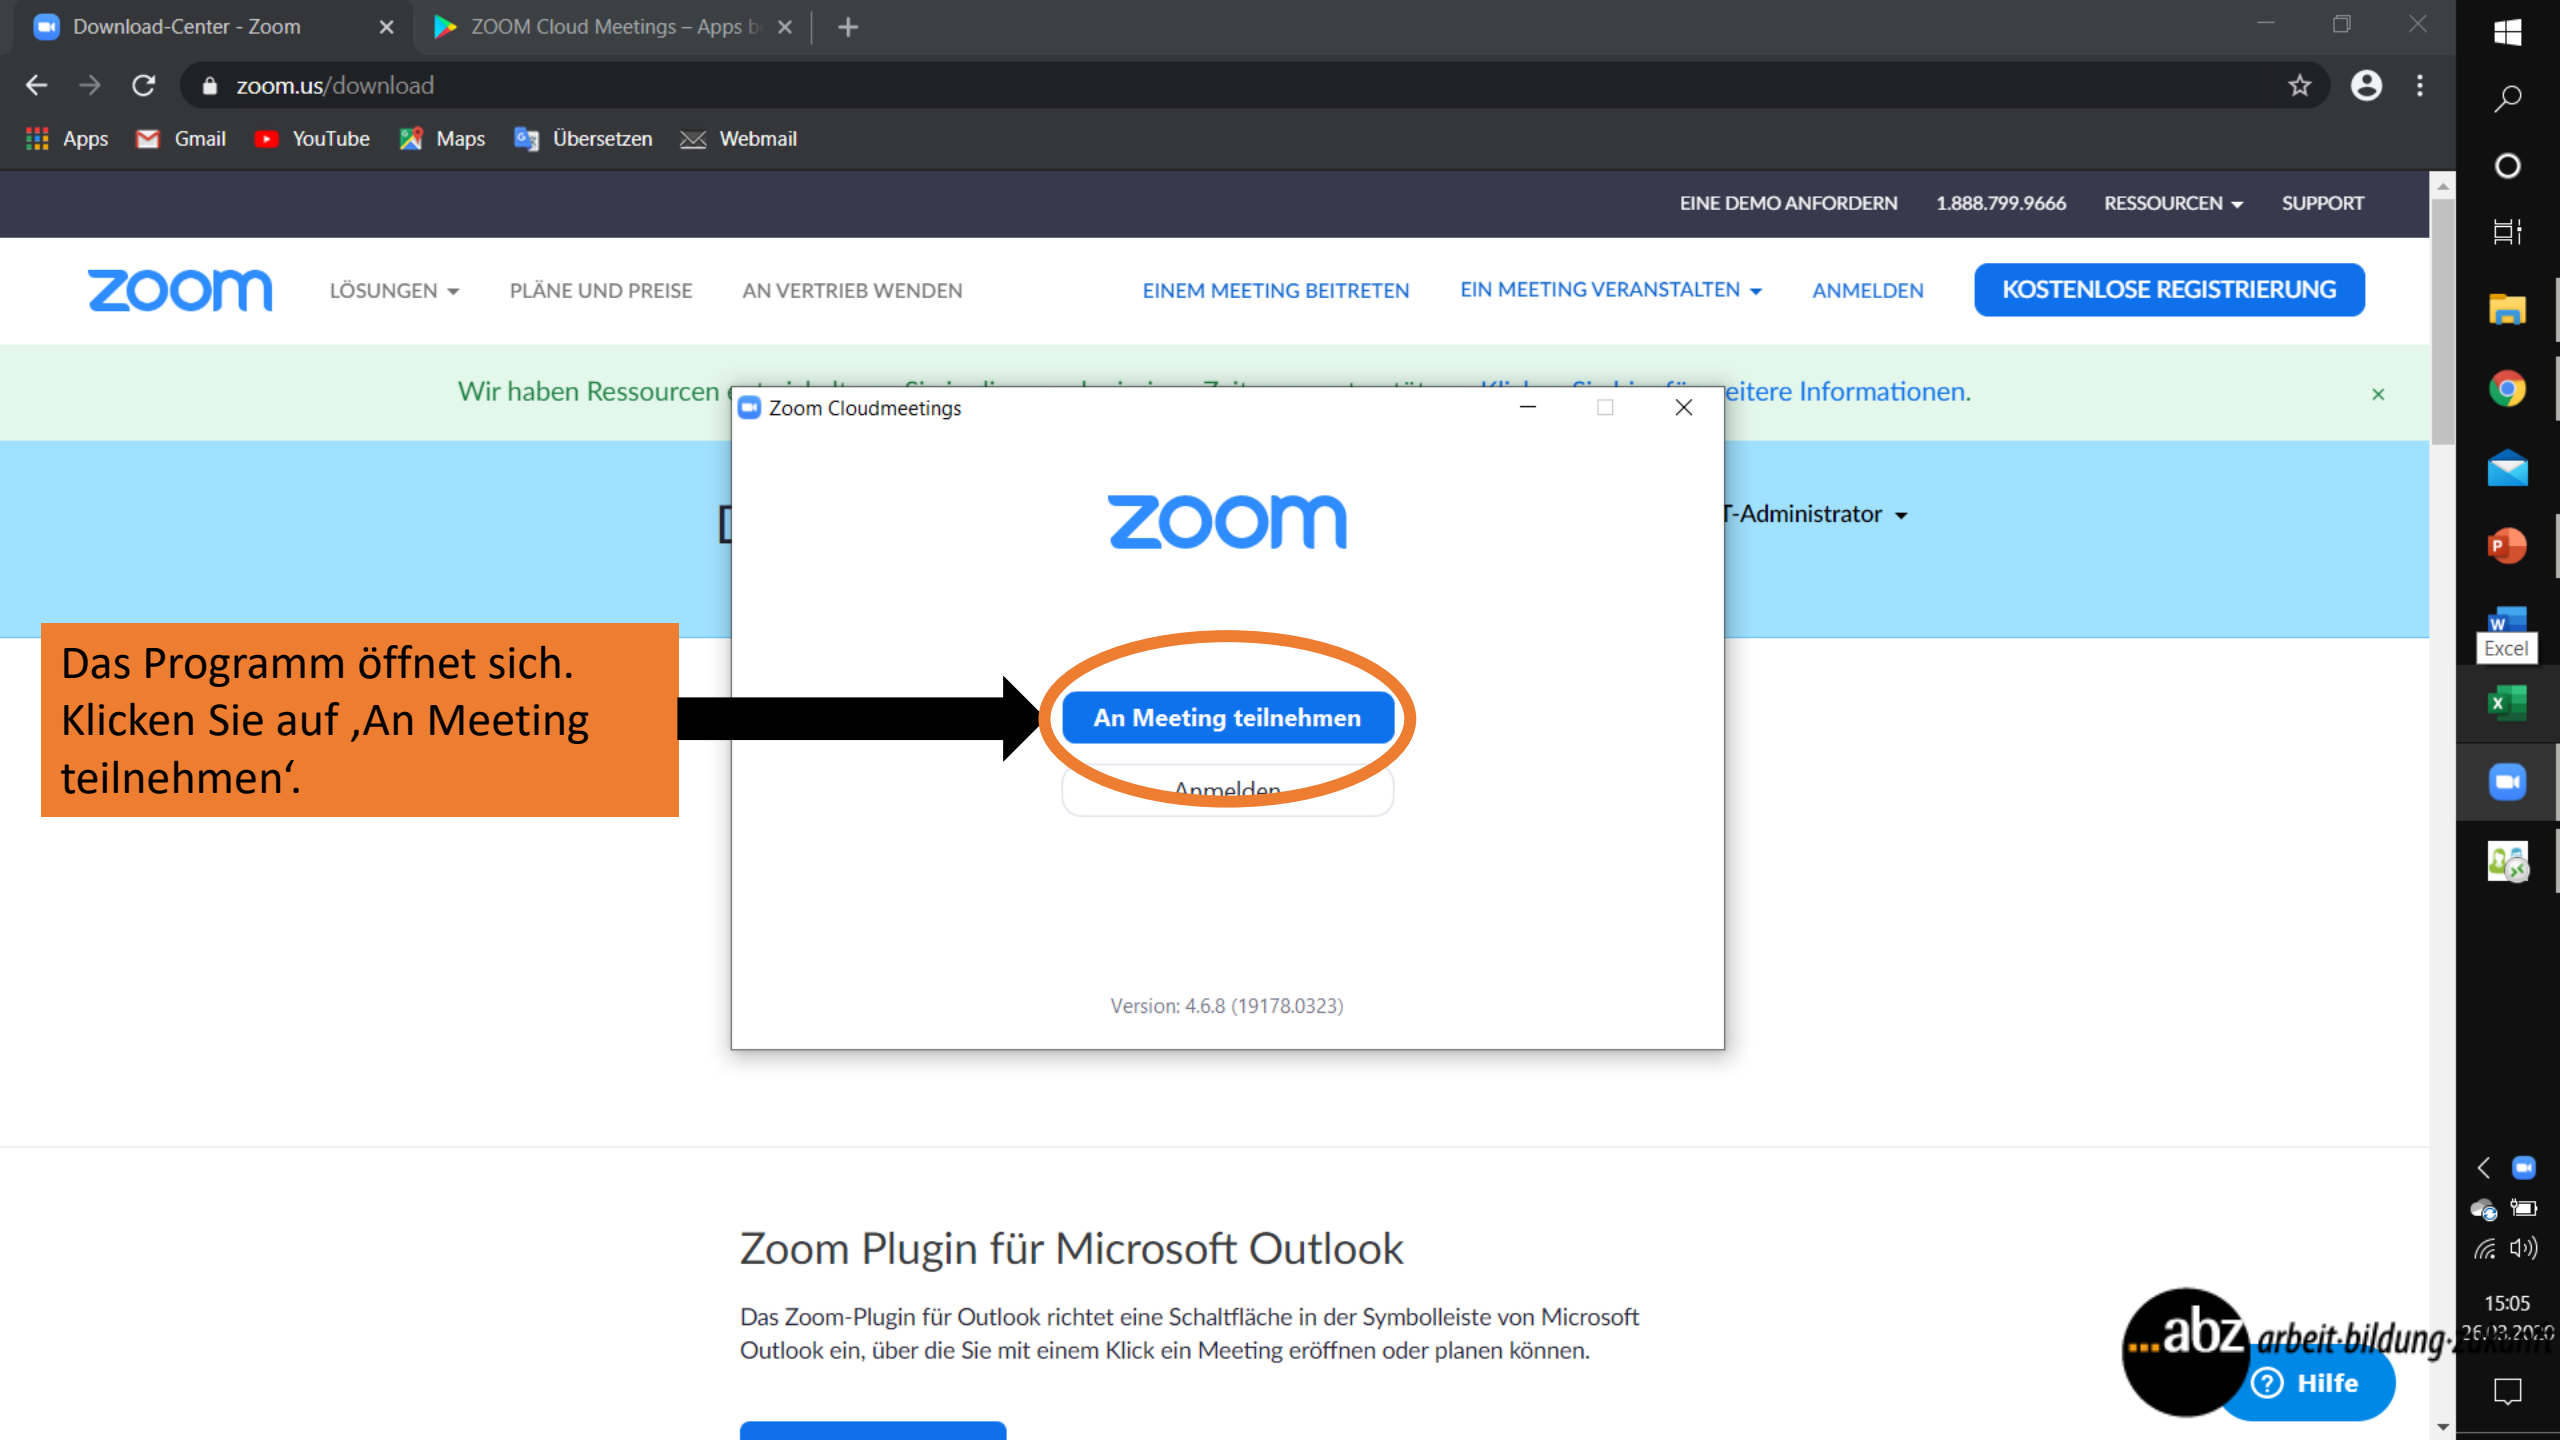 Download-Center - Zoom
ZOOM Cloud Meetings – Apps b
zoom.us/download
Apps Gmail YouTube Maps Übersetzen Webmail
EINE DEMO ANFORDERN 1.888.799.9666 RESSOURCEN SUPPORT
zoom LÖSUNGEN PLÄNE UND PREISE AN VERTRIEB WENDEN EINEM MEETING BEITRETEN EIN MEETING VERANSTALTEN ANMELDEN KOSTENLOSE REGISTRIERUNG
Wir haben Ressourcen eitere Informationen.
Zoom Cloudmeetings
zoom
T-Administrator
Das Programm öffnet sich.
Klicken Sie auf ‚An Meeting
teilnehmen‘.
An Meeting teilnehmen
Anmelden
Excel
Version: 4.6.8 (19178.0323)
Zoom Plugin für Microsoft Outlook
Das Zoom-Plugin für Outlook richtet eine Schaltfläche in der Symbolleiste von Microsoft
Outlook ein, über die Sie mit einem Klick ein Meeting eröffnen oder planen können.
15:05
26.03.2020
...abz arbeit·bildung·zukunft
Hilfe